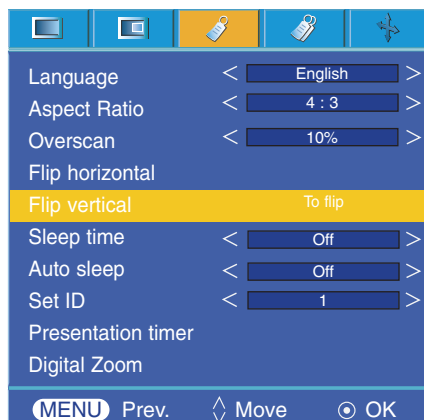 Language < English >
Aspect Ratio < 4 : 3 >
Overscan < 10% >
Flip horizontal
Flip vertical To flip
Sleep time < Off >
Auto sleep < Off >
Set ID < 1 >
Presentation timer
Digital Zoom
MENU Prev. Move OK